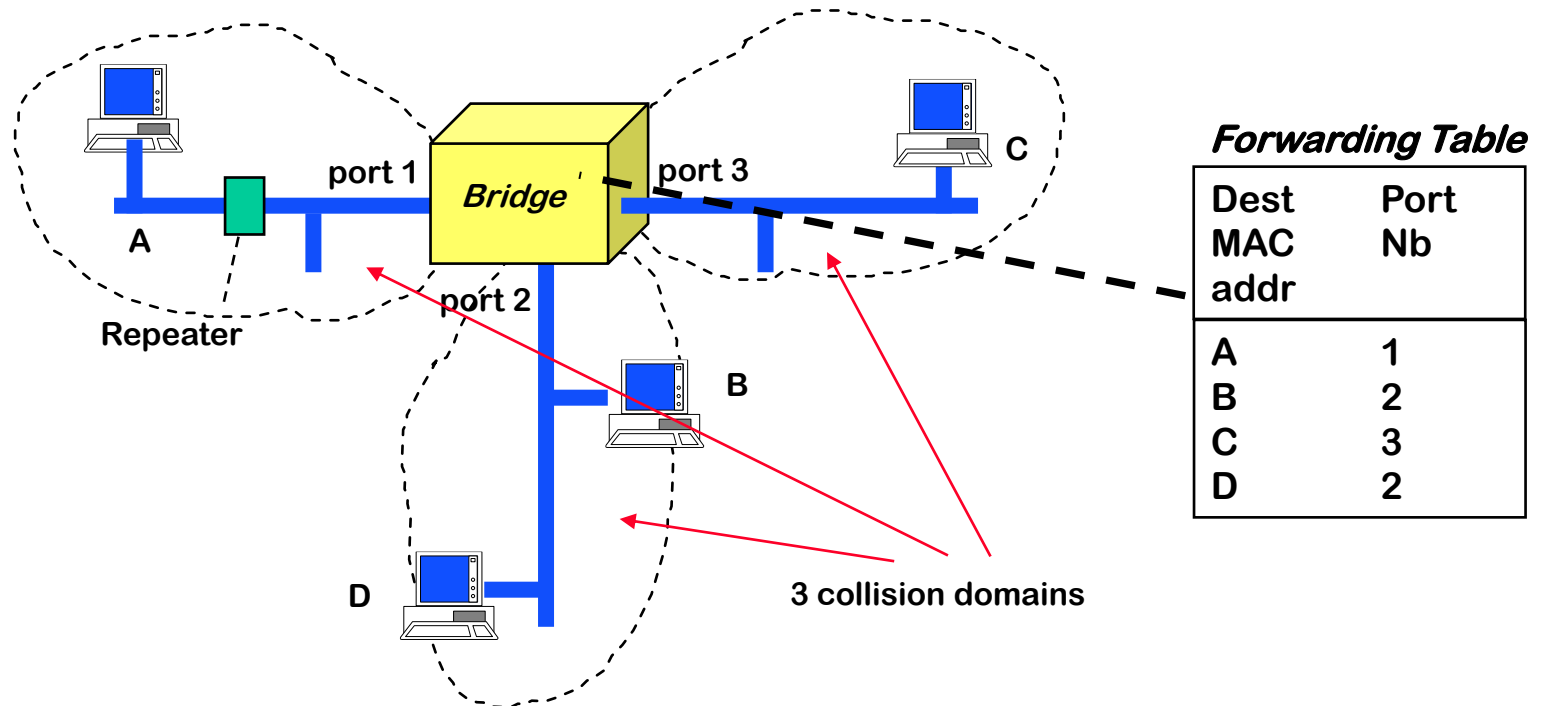 port 1
Bridge
port 3
C
A
port 2
Repeater
B
D
3 collision domains
Forwarding Table
Dest Port
MAC Nb
addr
A 1
B 2
C 3
D 2